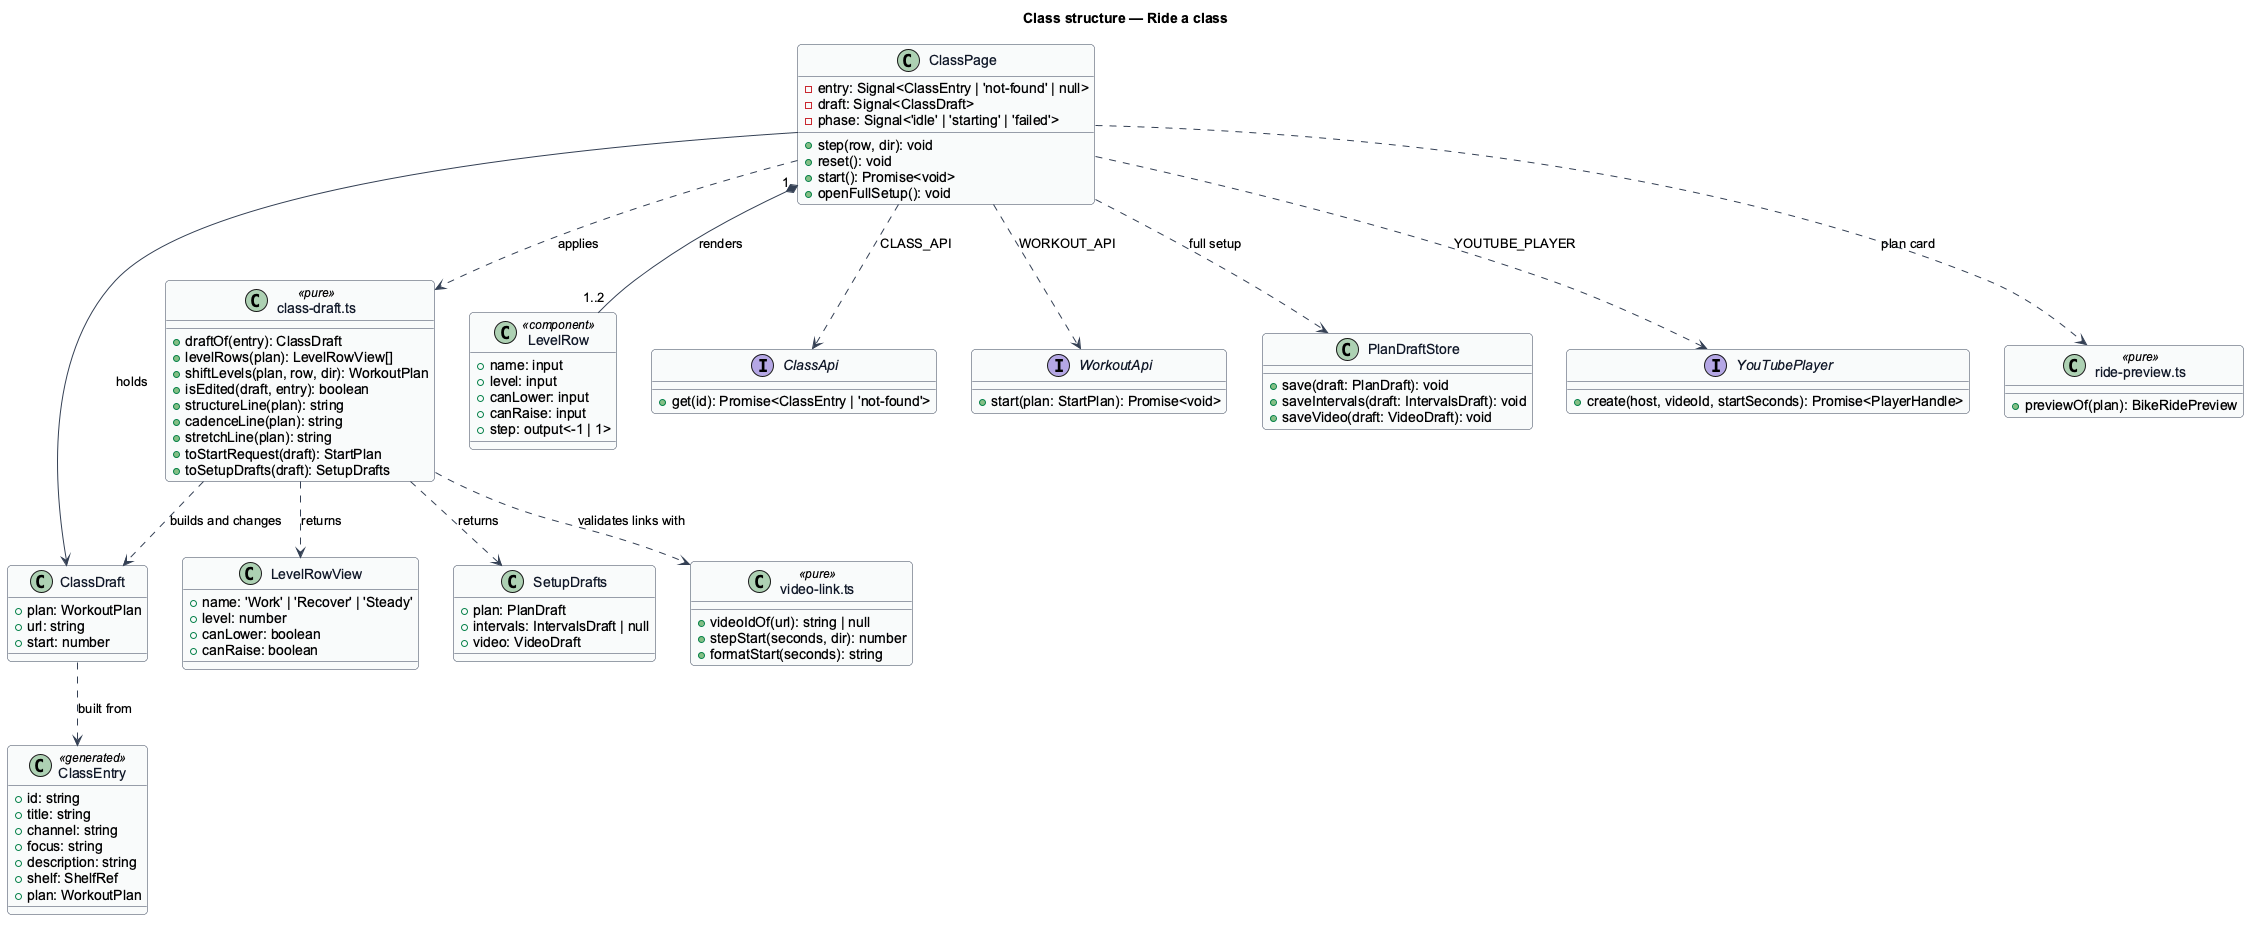 Class structure — Ride a class
C ClassPage
entry: Signal<ClassEntry | 'not-found' | null>
draft: Signal<ClassDraft>
phase: Signal<'idle' | 'starting' | 'failed'>
step(row, dir): void
reset(): void
start(): Promise<void>
openFullSetup(): void
1
holds
applies
renders
1..2
CLASS_API
WORKOUT_API
full setup
YOUTUBE_PLAYER
plan card
C «pure»
class-draft.ts
draftOf(entry): ClassDraft
levelRows(plan): LevelRowView[]
shiftLevels(plan, row, dir): WorkoutPlan
isEdited(draft, entry): boolean
structureLine(plan): string
cadenceLine(plan): string
stretchLine(plan): string
toStartRequest(draft): StartPlan
toSetupDrafts(draft): SetupDrafts
C «component»
LevelRow
name: input
level: input
canLower: input
canRaise: input
step: output<-1 | 1>
I ClassApi
get(id): Promise<ClassEntry | 'not-found'>
I WorkoutApi
start(plan: StartPlan): Promise<void>
C PlanDraftStore
save(draft: PlanDraft): void
saveIntervals(draft: IntervalsDraft): void
saveVideo(draft: VideoDraft): void
I YouTubePlayer
create(host, videoId, startSeconds): Promise<PlayerHandle>
C «pure»
ride-preview.ts
previewOf(plan): BikeRidePreview
builds and changes
returns
returns
validates links with
C ClassDraft
plan: WorkoutPlan
url: string
start: number
C LevelRowView
name: 'Work' | 'Recover' | 'Steady'
level: number
canLower: boolean
canRaise: boolean
C SetupDrafts
plan: PlanDraft
intervals: IntervalsDraft | null
video: VideoDraft
C «pure»
video-link.ts
videoIdOf(url): string | null
stepStart(seconds, dir): number
formatStart(seconds): string
built from
C «generated»
ClassEntry
id: string
title: string
channel: string
focus: string
description: string
shelf: ShelfRef
plan: WorkoutPlan